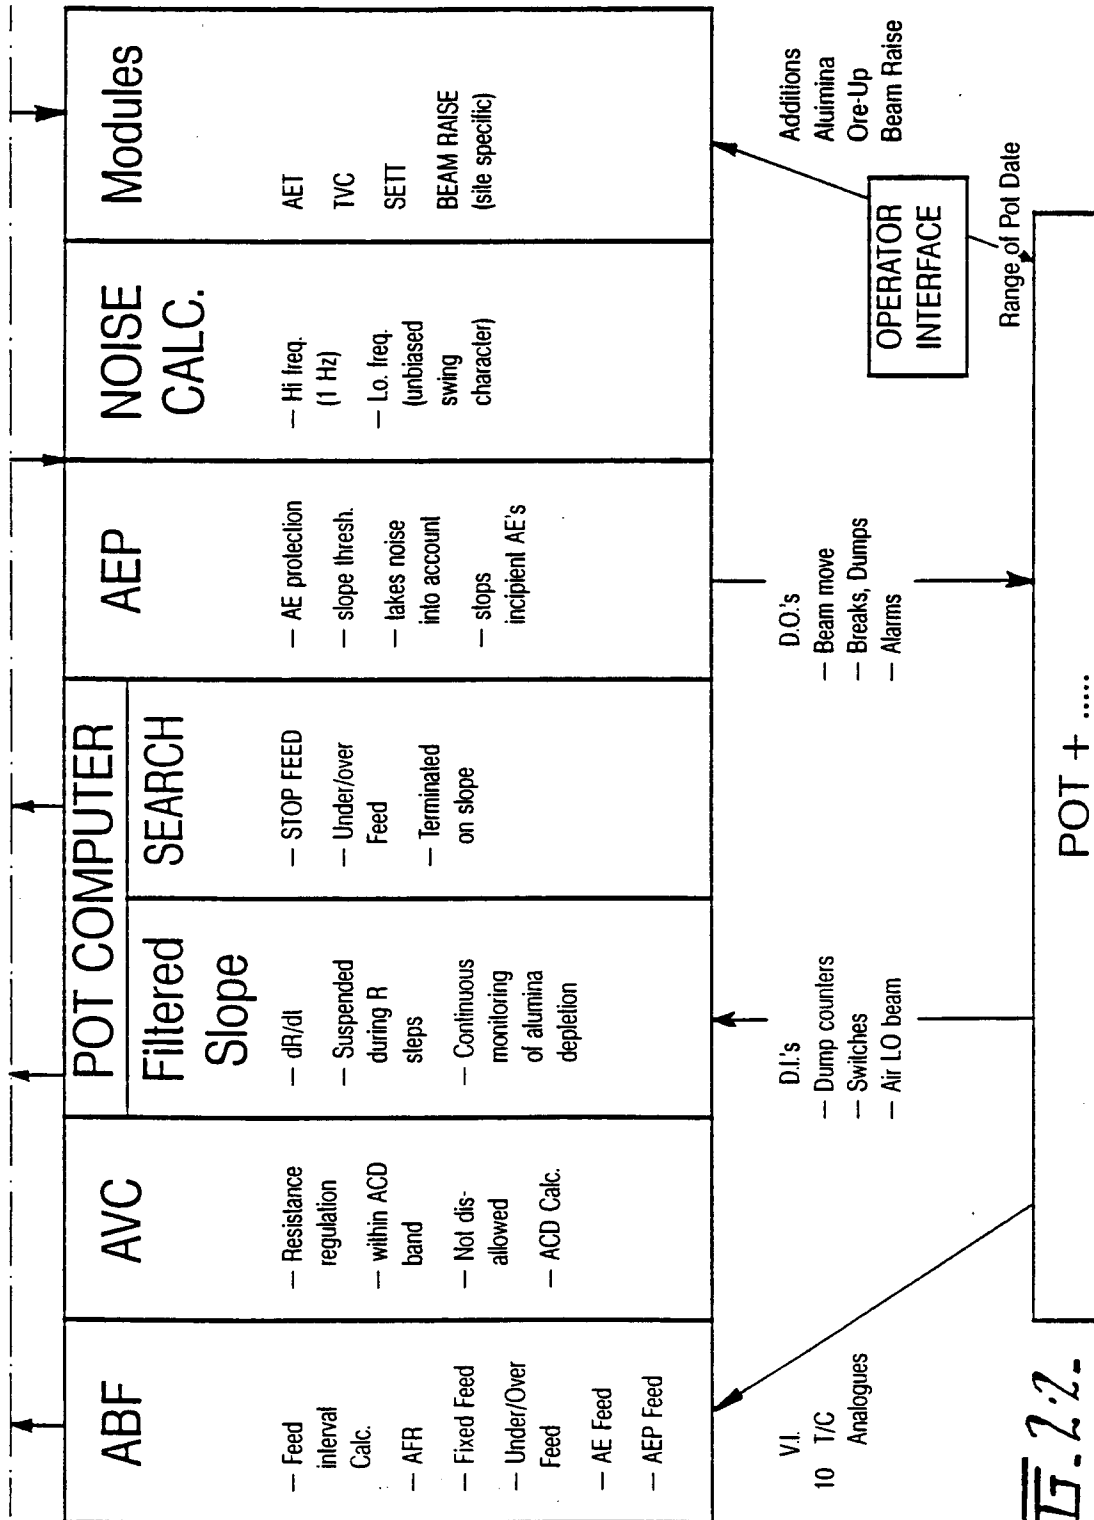 POT COMPUTER
ABF
– Feed
interval
Calc.
– AFR
– Fixed Feed
– Under/Over
Feed
– AE Feed
– AEP Feed
AVC
– Resistance
regulation
– within ACD
band
– Not dis-
allowed
– ACD Calc.
Filtered
Slope
– dR/dt
– Suspended
during R
steps
– Continuous
monitoring
of alumina
depletion
SEARCH
– STOP FEED
– Under/over
Feed
– Terminated
on slope
AEP
– AE protection
– slope thresh.
– takes noise
into account
– stops
incipient AE's
NOISE
CALC.
– Hi freq.
(1 Hz)
– Lo. freq.
(unbiased
swing
character)
Modules
AET
TVC
SETT
BEAM RAISE
(site specific)
V.I.
10 T/C
Analogues
D.I.'s
– Dump counters
– Switches
– Air LO beam
D.O.'s
– Beam move
– Breaks, Dumps
– Alarms
OPERATOR
INTERFACE
Additions
Aluimina
Ore-Up
Beam Raise
Range of Pot Date
POT + .....
2.2.